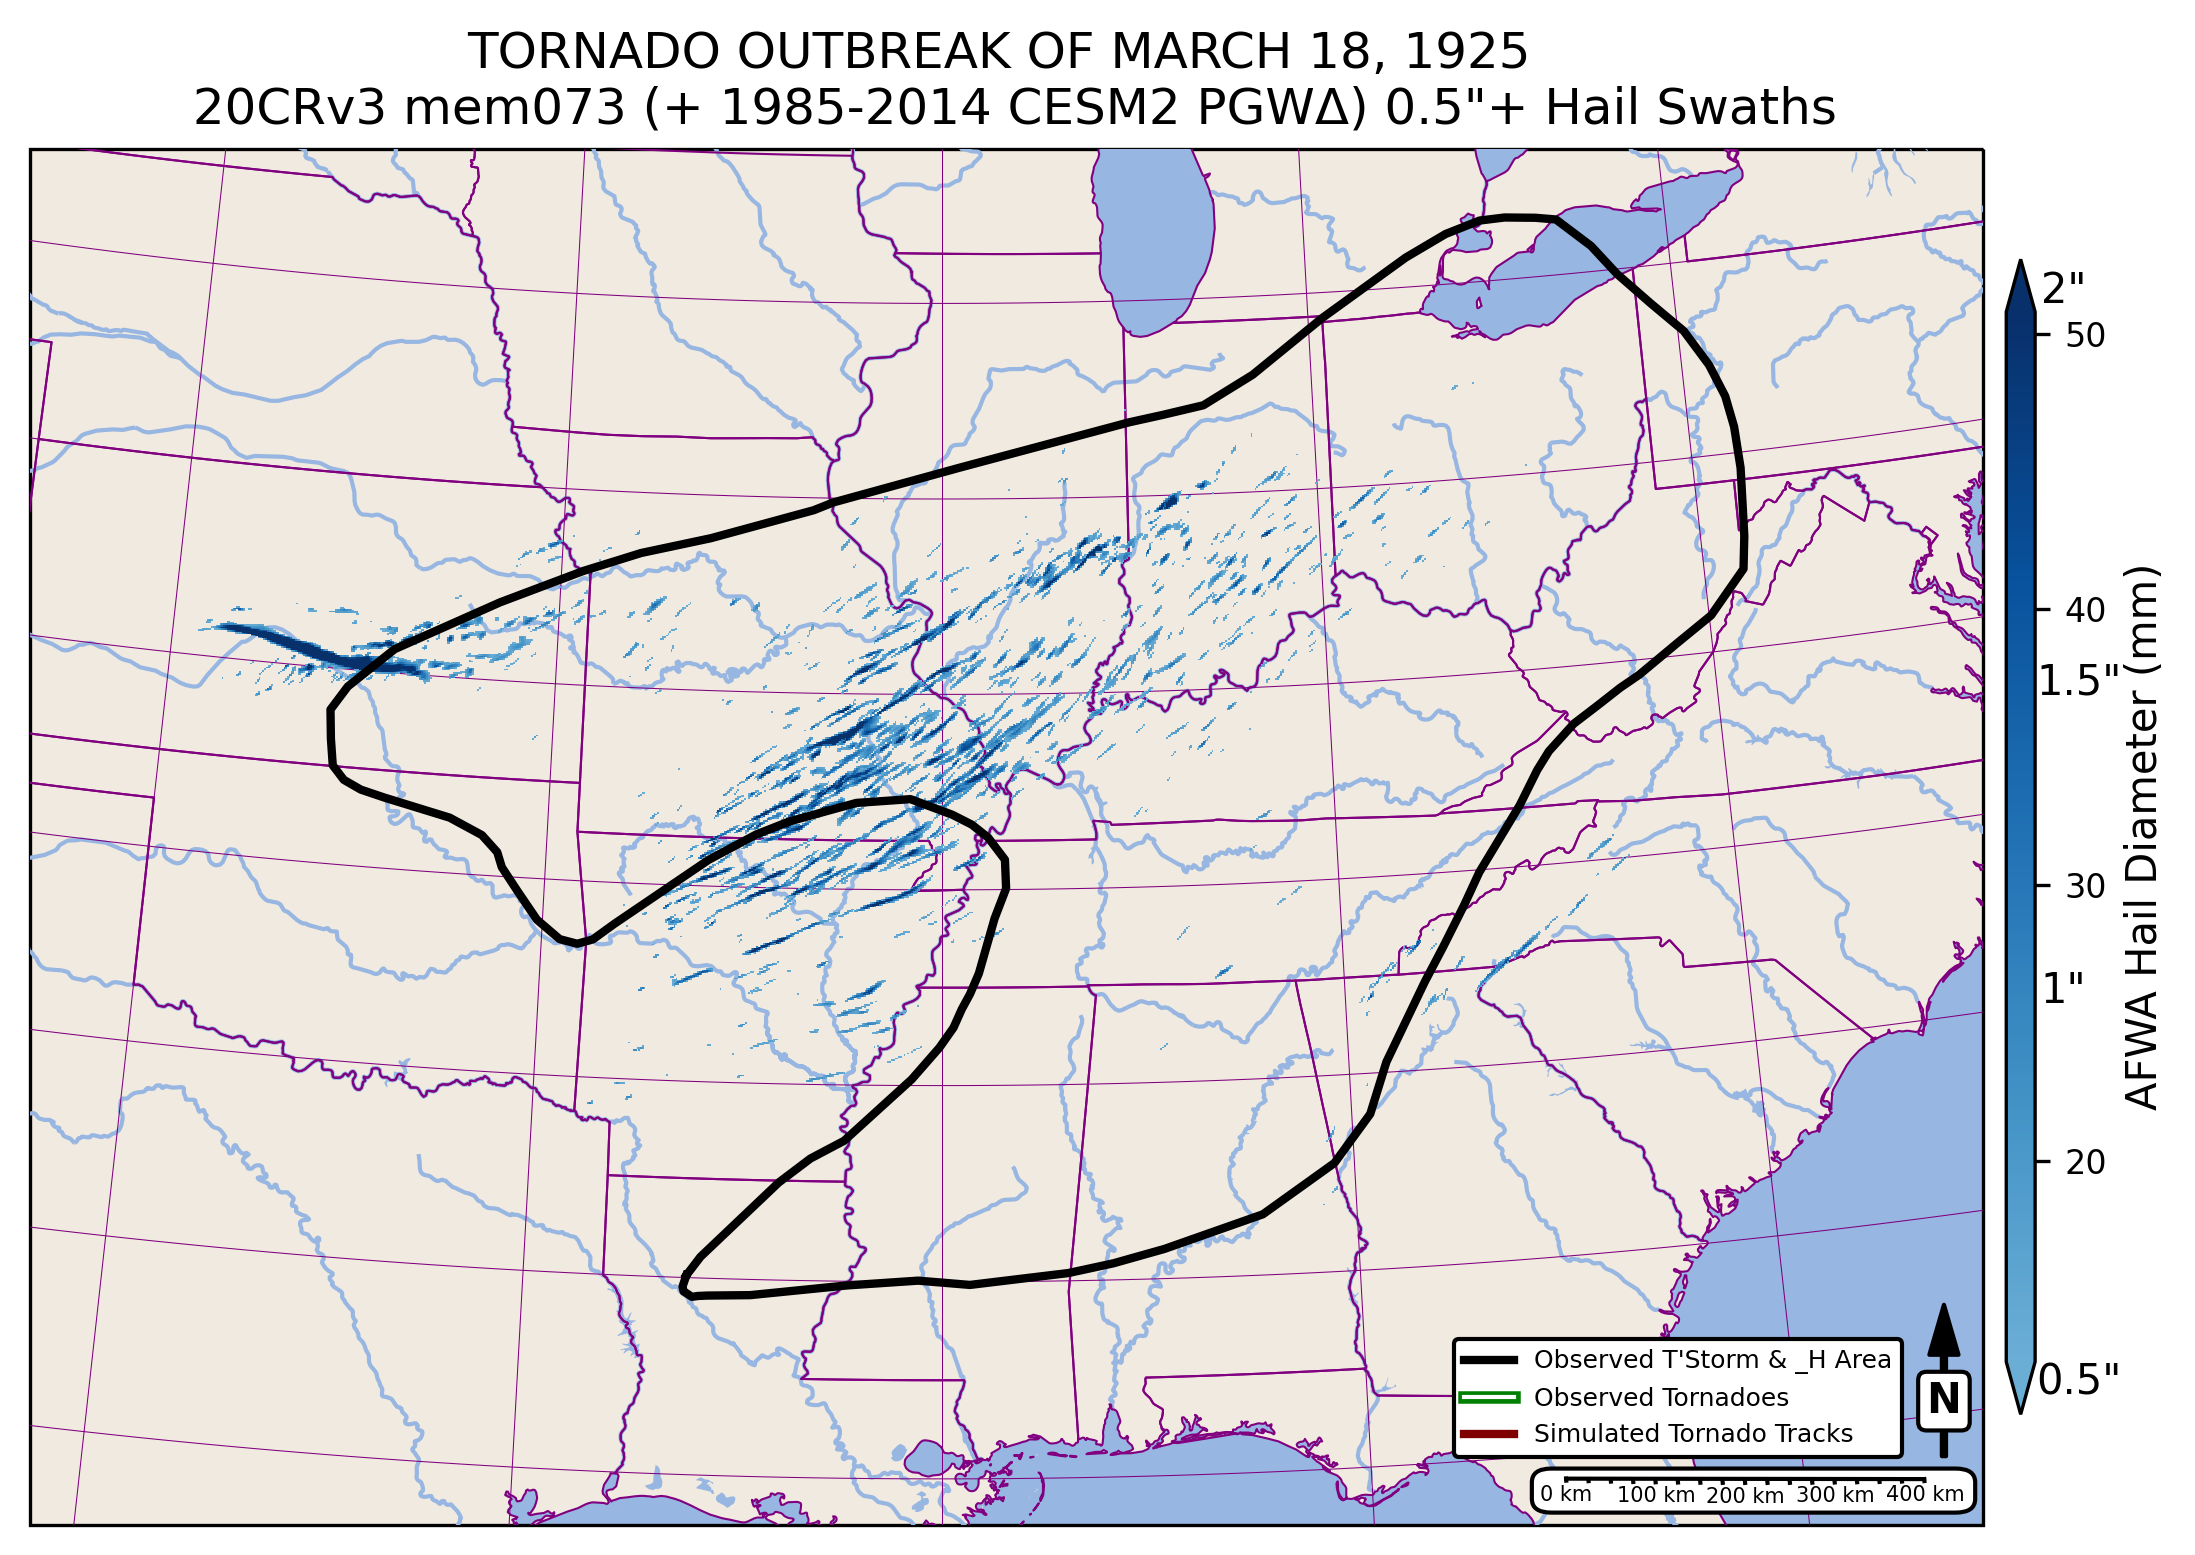 TORNADO OUTBREAK OF MARCH 18, 1925
20CRv3 mem073 (+ 1985-2014 CESM2 PGWΔ) 0.5"+ Hail Swaths
2"
50
40
1.5"
30
1"
20
0.5"
AFWA Hail Diameter (mm)
Observed T'Storm & _H Area
Observed Tornadoes
Simulated Tornado Tracks
N
0 km 100 km 200 km 300 km 400 km